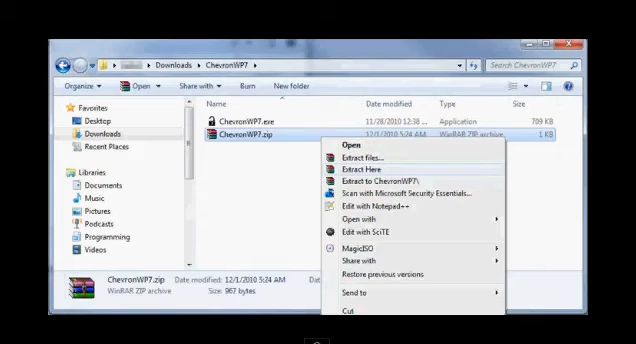 Downloads ▸ ChevronWP7 ▸
Search ChevronWP7
Organize Open Share with Burn New folder
Name Date modified Type Size
Favorites
Desktop
Downloads
Recent Places
Libraries
Documents
Music
Pictures
Podcasts
Programming
Videos
ChevronWP7.exe 11/28/2010 12:38 ... Application 709 KB
ChevronWP7.zip 12/1/2010 5:24 AM WinRAR ZIP archive 1 KB
Open
Extract files...
Extract Here
Extract to ChevronWP7\
Scan with Microsoft Security Essentials...
Edit with Notepad++
Open with
Edit with SciTE
MagicISO
Share with
Restore previous versions
Send to
Cut
ChevronWP7.zip Date modified: 12/1/2010 5:24 AM Dat
WinRAR ZIP archive Size: 967 bytes